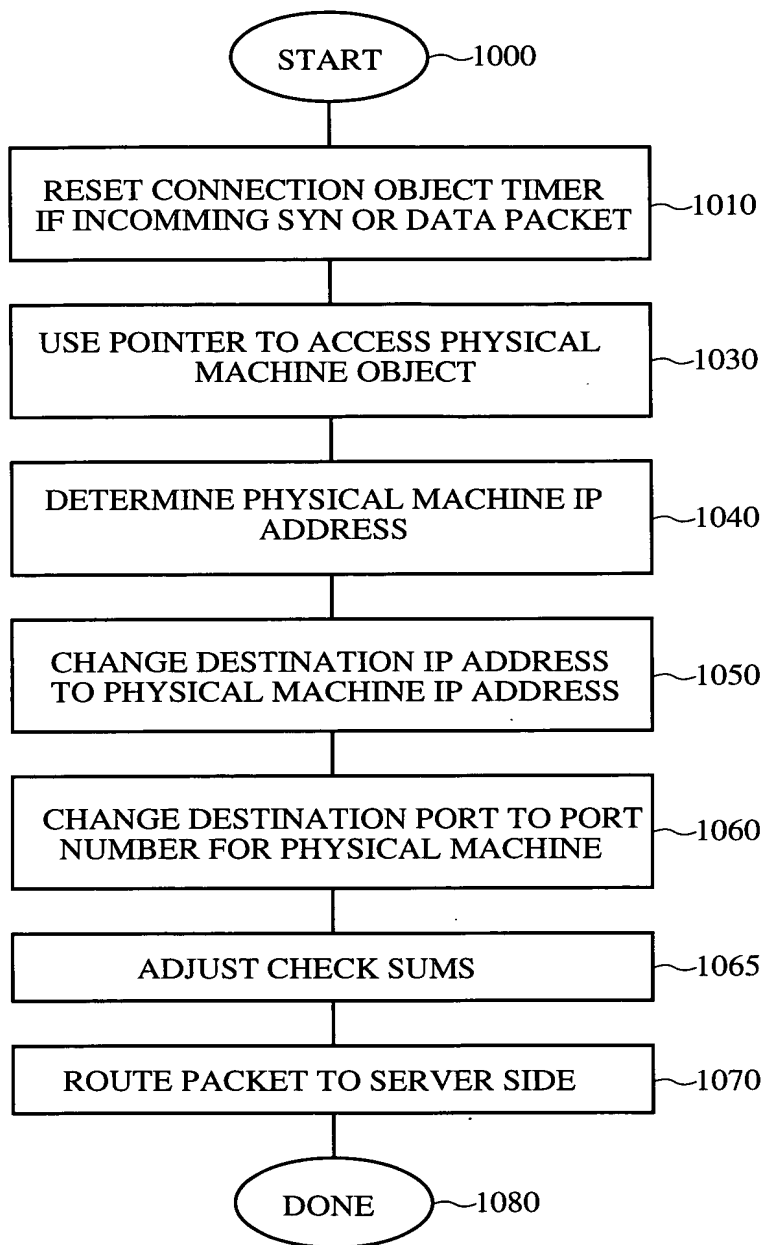 START 1000
RESET CONNECTION OBJECT TIMER
IF INCOMMING SYN OR DATA PACKET
1010
USE POINTER TO ACCESS PHYSICAL
MACHINE OBJECT
1030
DETERMINE PHYSICAL MACHINE IP
ADDRESS
1040
CHANGE DESTINATION IP ADDRESS
TO PHYSICAL MACHINE IP ADDRESS
1050
CHANGE DESTINATION PORT TO PORT
NUMBER FOR PHYSICAL MACHINE
1060
ADJUST CHECK SUMS 1065
ROUTE PACKET TO SERVER SIDE 1070
DONE 1080